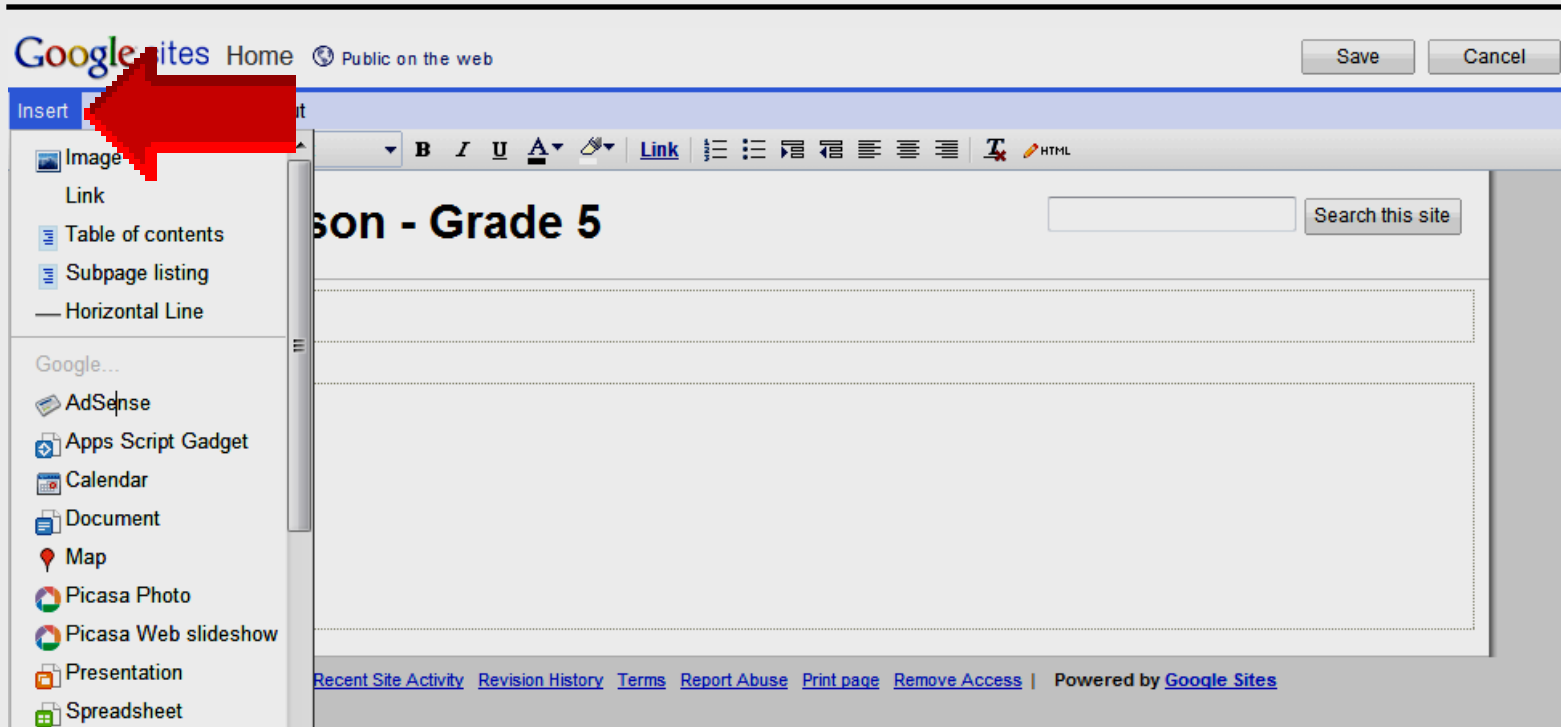 Google sites Home Public on the web Save Cancel
Insert
B I U A Link HTML
Image
Link
Table of contents
Subpage listing
Horizontal Line
son - Grade 5 Search this site
Google...
AdSense
Apps Script Gadget
Calendar
Document
Map
Picasa Photo
Picasa Web slideshow
Presentation
Spreadsheet
Recent Site Activity Revision History Terms Report Abuse Print page Remove Access | Powered by Google Sites